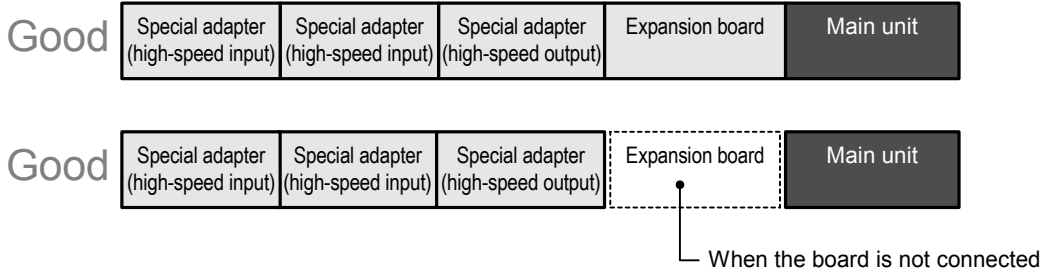 Good
Special adapter
(high-speed input)
Special adapter
(high-speed input)
Special adapter
(high-speed output)
Expansion board
Main unit
Good
Special adapter
(high-speed input)
Special adapter
(high-speed input)
Special adapter
(high-speed output)
Expansion board
Main unit
When the board is not connected